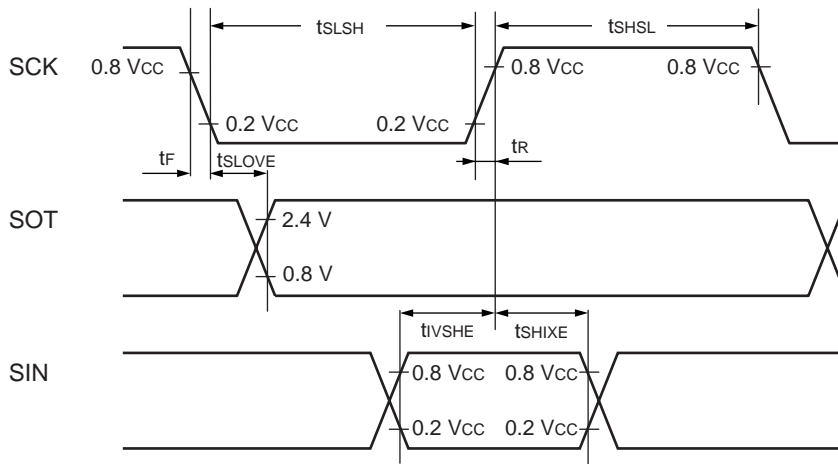 tSLSH
tSHSL
SCK
0.8 VCC
0.8 VCC
0.8 VCC
0.2 VCC
0.2 VCC
tF
tSLOVE
tR
SOT
2.4 V
0.8 V
tIVSHE
tSHIXE
SIN
0.8 VCC
0.8 VCC
0.2 VCC
0.2 VCC